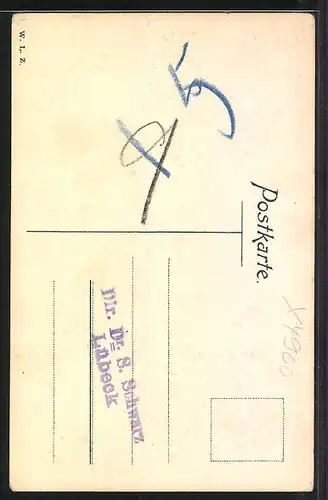 W. L. Z.
Postkarte.
Dir. Dr. S. Schwarz
Lübeck